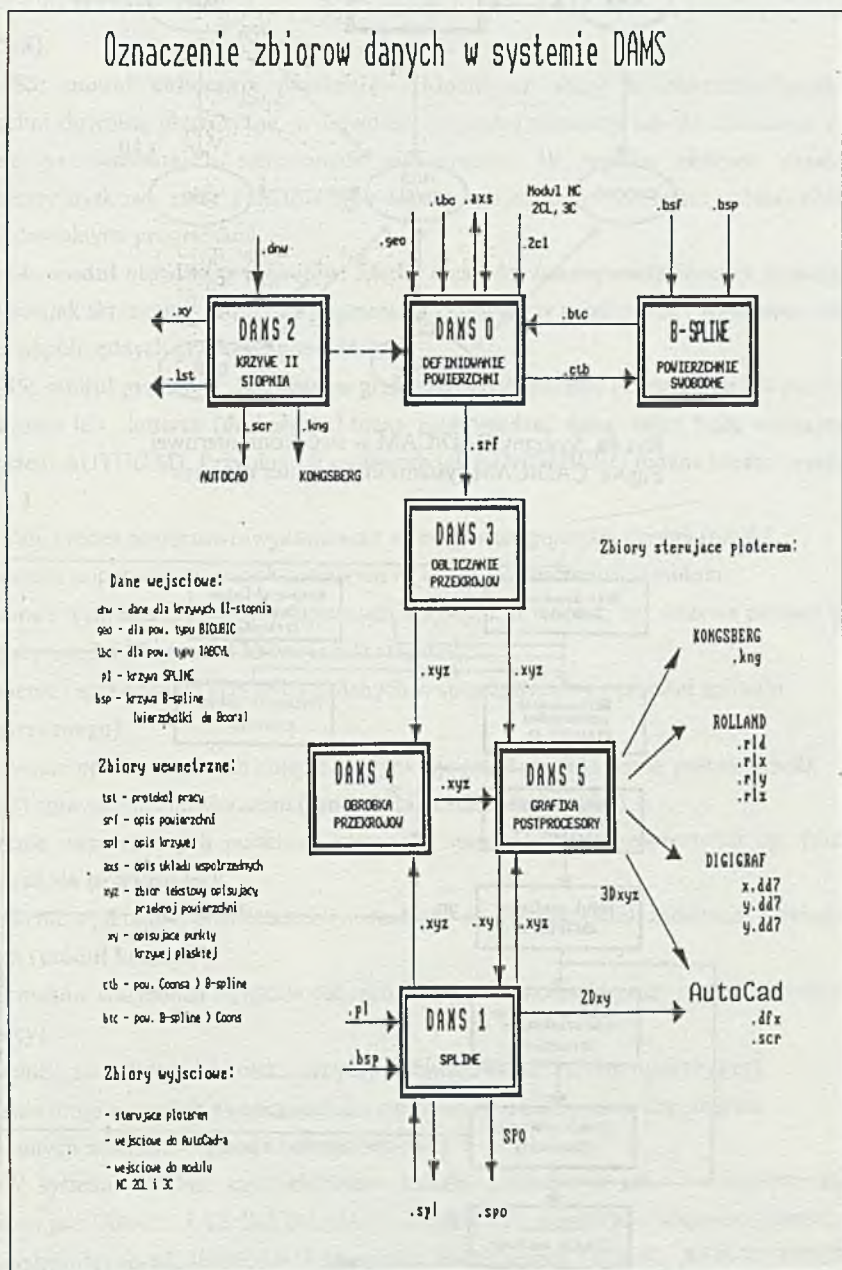 Oznaczenie zbiorow danych w systemie DAMS
.dnw
.geo
.tbc
.axs
Modul NC
2CL, 3C
.2cl
.bsf
.bsp
.xy
.lst
DAMS 2
KRZYWE II
STOPNIA
DAMS 0
DEFINIOWANIE
POWIERZCHNI
.btc
.ctb
B-SPLINE
POWIERZCHNIE
SWOBODNE
.scr
.kng
AUTOCAD
KONGSBERG
.srf
DAMS 3
OBLICZANIE
PRZEKROJOW
Zbiory sterujace ploterem:
Dane wejsciowe:
dnw - dane dla krzywych II-stopnia
geo - dla pow. typu BICUBIC
tbc - dla pow. typu TABCYL
pl - krzywa SPLINE
bsp - krzywa B-spline
(wierzcholki de Boora)
.xyz
.xyz
KONGSBERG
.kng
ROLLAND
.rld
.rlx
.rly
.rlz
Zbiory wewnetrzne:
lst - protokol pracy
srf - opis powierzchni
spl - opis krzywej
axs - opis ukladu wspolrzednych
xyz - zbior tekstowy opisujacy
przekroj powierzchni
xy - opisujace punkty
krzywej plaskiej
ctb - pow. Coonsa > B-spline
btc - pow. B-spline > Coons
DAMS 4
OBROBKA
PRZEKROJOW
.xyz
DAMS 5
GRAFIKA
POSTPROCESORY
DIGIGRAF
x.dd7
y.dd7
y.dd7
3Dxyz
.xyz
.xy
.xyz
AutoCad
.dfx
.scr
2Dxy
.pl
.bsp
DAMS 1
SPLINE
Zbiory wyjsciowe:
- sterujace ploterem
- wejsciowe do AutoCad-a
- wejsciowe do modulu
NC 2CL i 3C
SPO
.spl
.spo